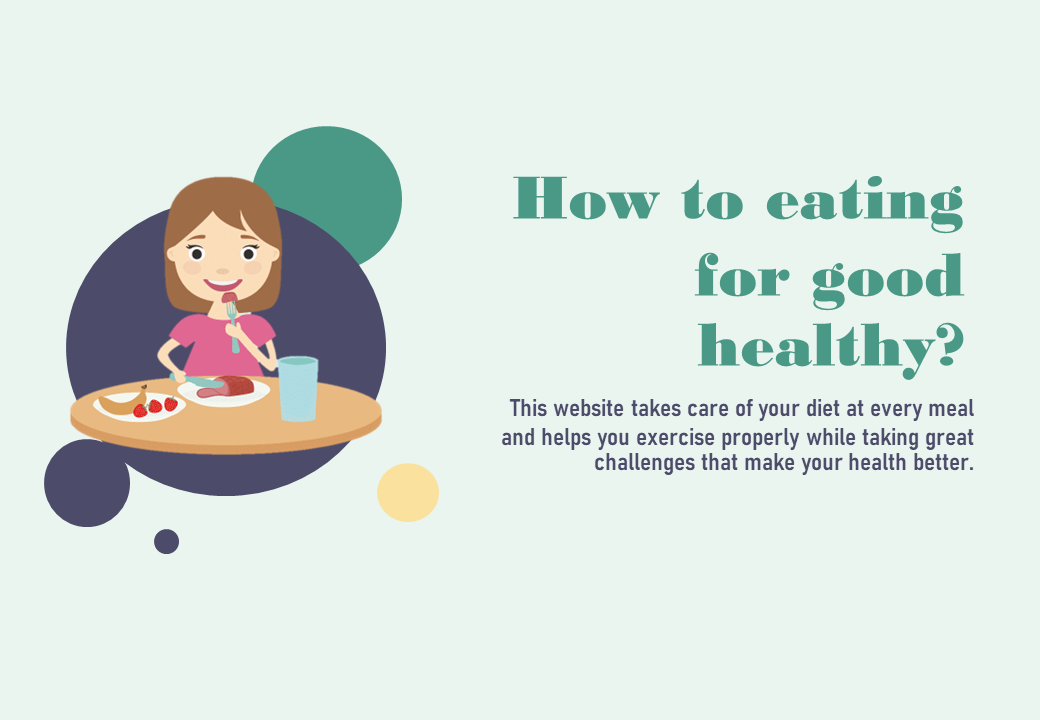 How to eating
for good
healthy?
This website takes care of your diet at every meal
and helps you exercise properly while taking great
challenges that make your health better.